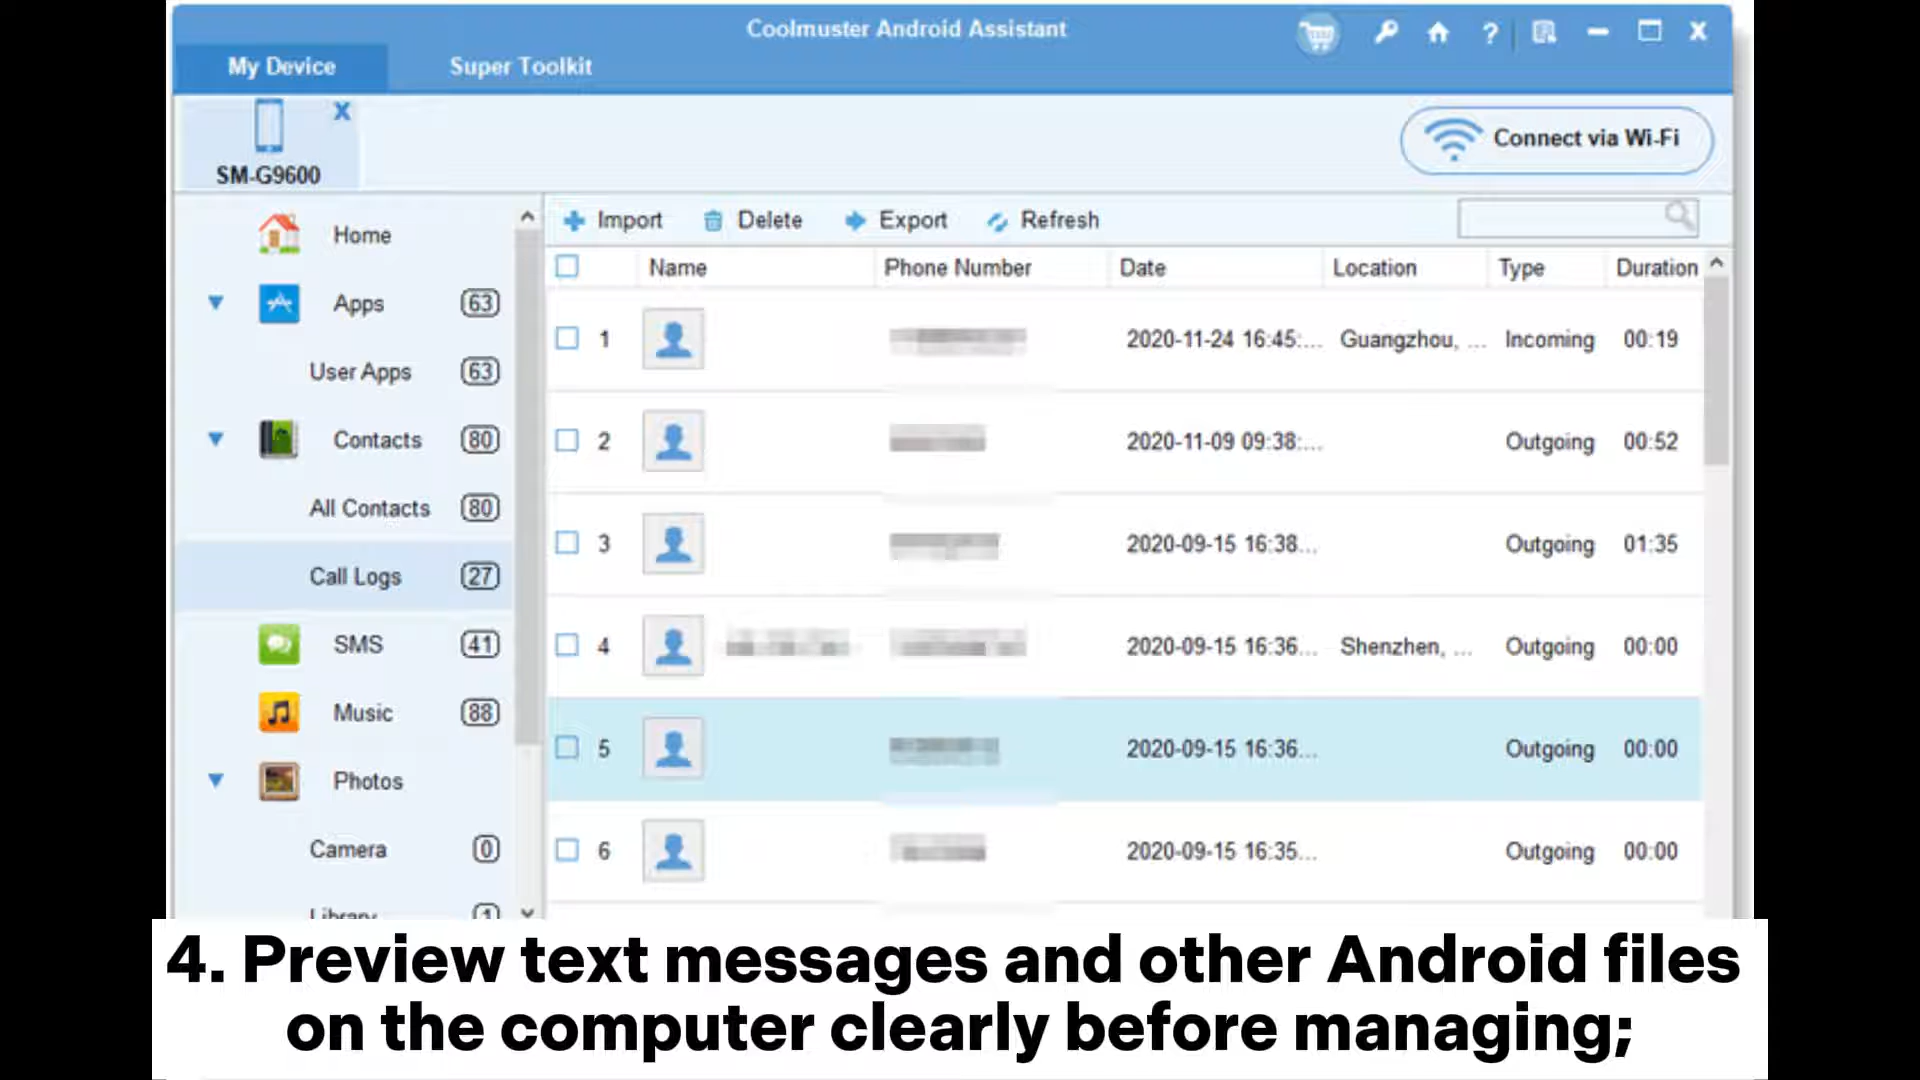 Coolmuster Android Assistant
My Device
Super Toolkit
SM-G9600
Connect via Wi-Fi
Home
Apps 63
User Apps 63
Contacts 80
All Contacts 80
Call Logs 27
SMS 41
Music 88
Photos
Camera 0
Library 1
Import Delete Export Refresh
Name Phone Number Date Location Type Duration
1 2020-11-24 16:45:... Guangzhou, ... Incoming 00:19
2 2020-11-09 09:38:... Outgoing 00:52
3 2020-09-15 16:38... Outgoing 01:35
4 2020-09-15 16:36... Shenzhen, ... Outgoing 00:00
5 2020-09-15 16:36... Outgoing 00:00
6 2020-09-15 16:35... Outgoing 00:00
4. Preview text messages and other Android files
on the computer clearly before managing;